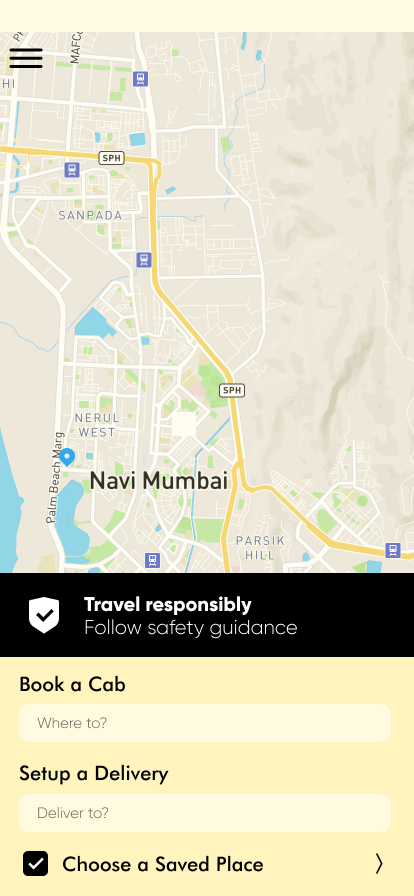 MAFC
HI
SPH
SANPADA
SPH
NERUL
WEST
Palm Beach Marg
Navi Mumbai
PARSIK
HILL
Travel responsibly
Follow safety guidance
Book a Cab
Where to?
Setup a Delivery
Deliver to?
Choose a Saved Place